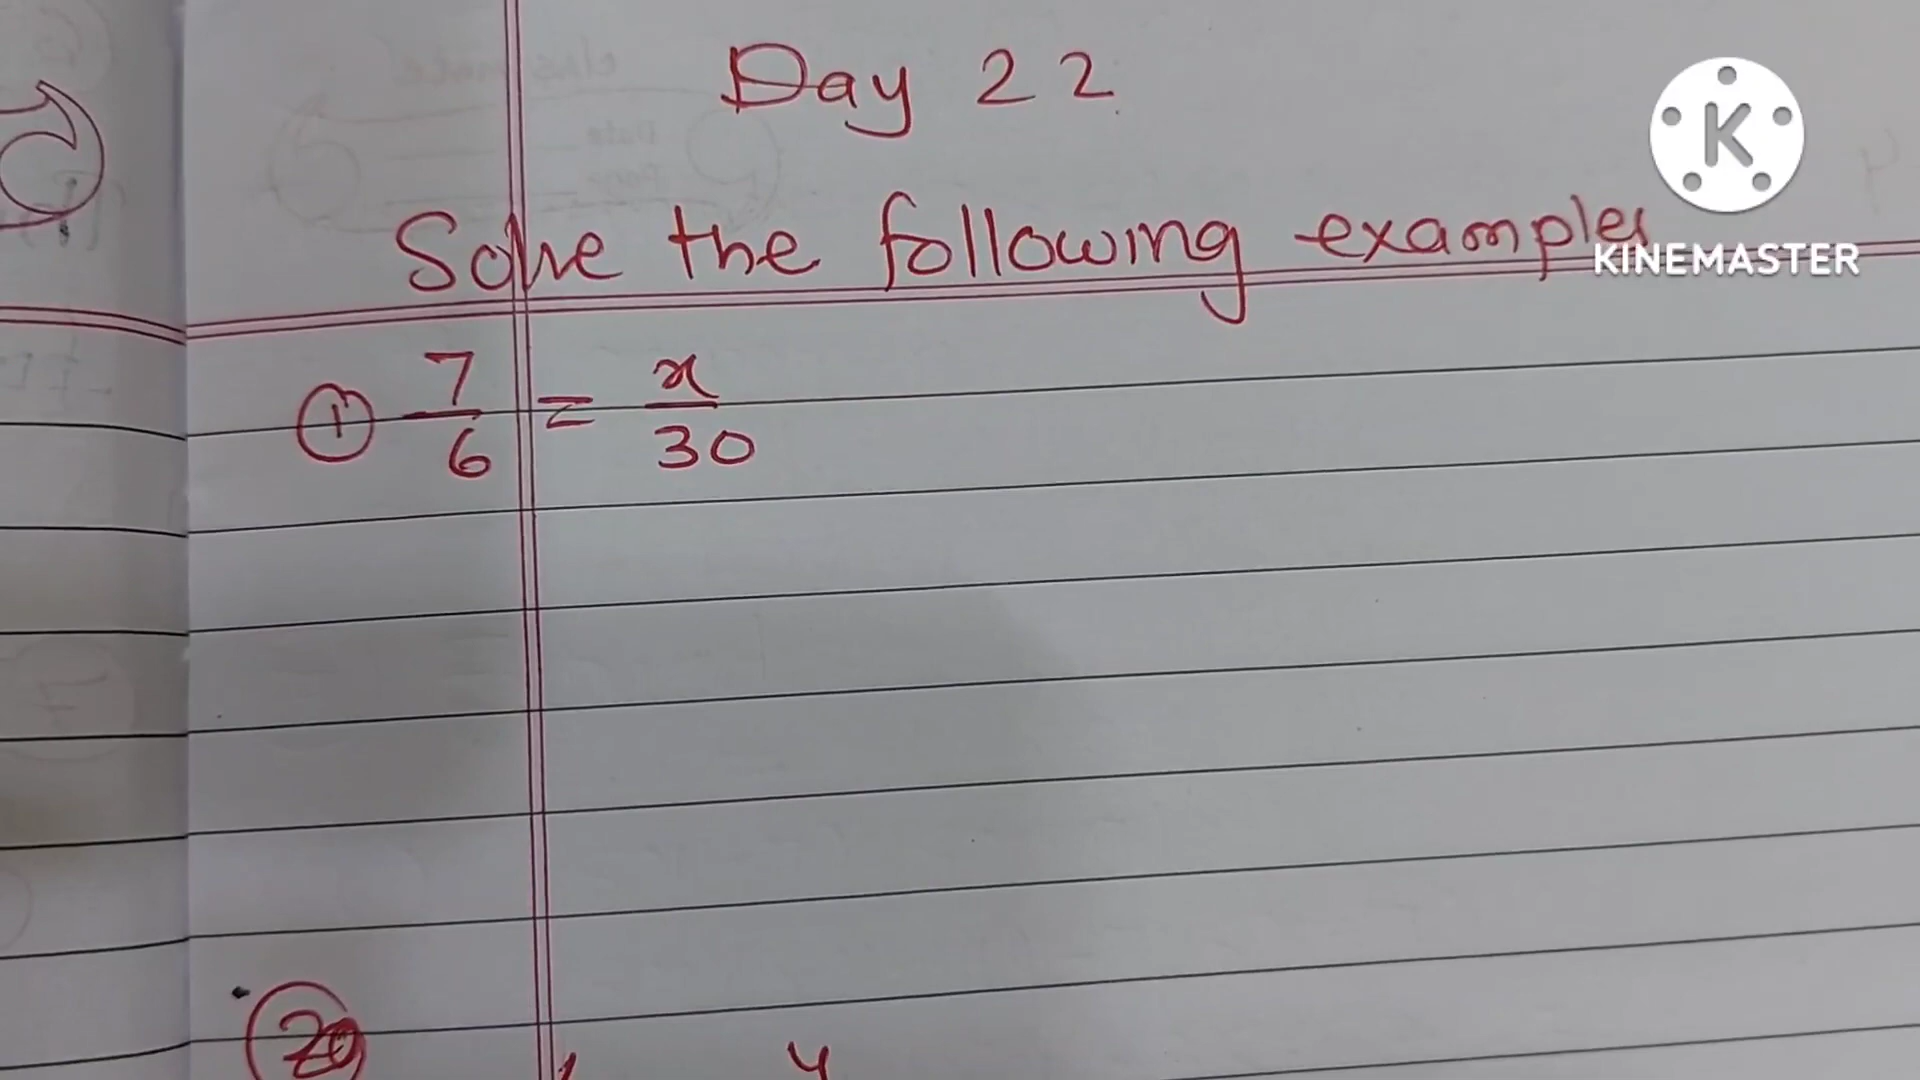 Day 22
Solve the following examples
① 7/6 = x/30
K
KINEMASTER